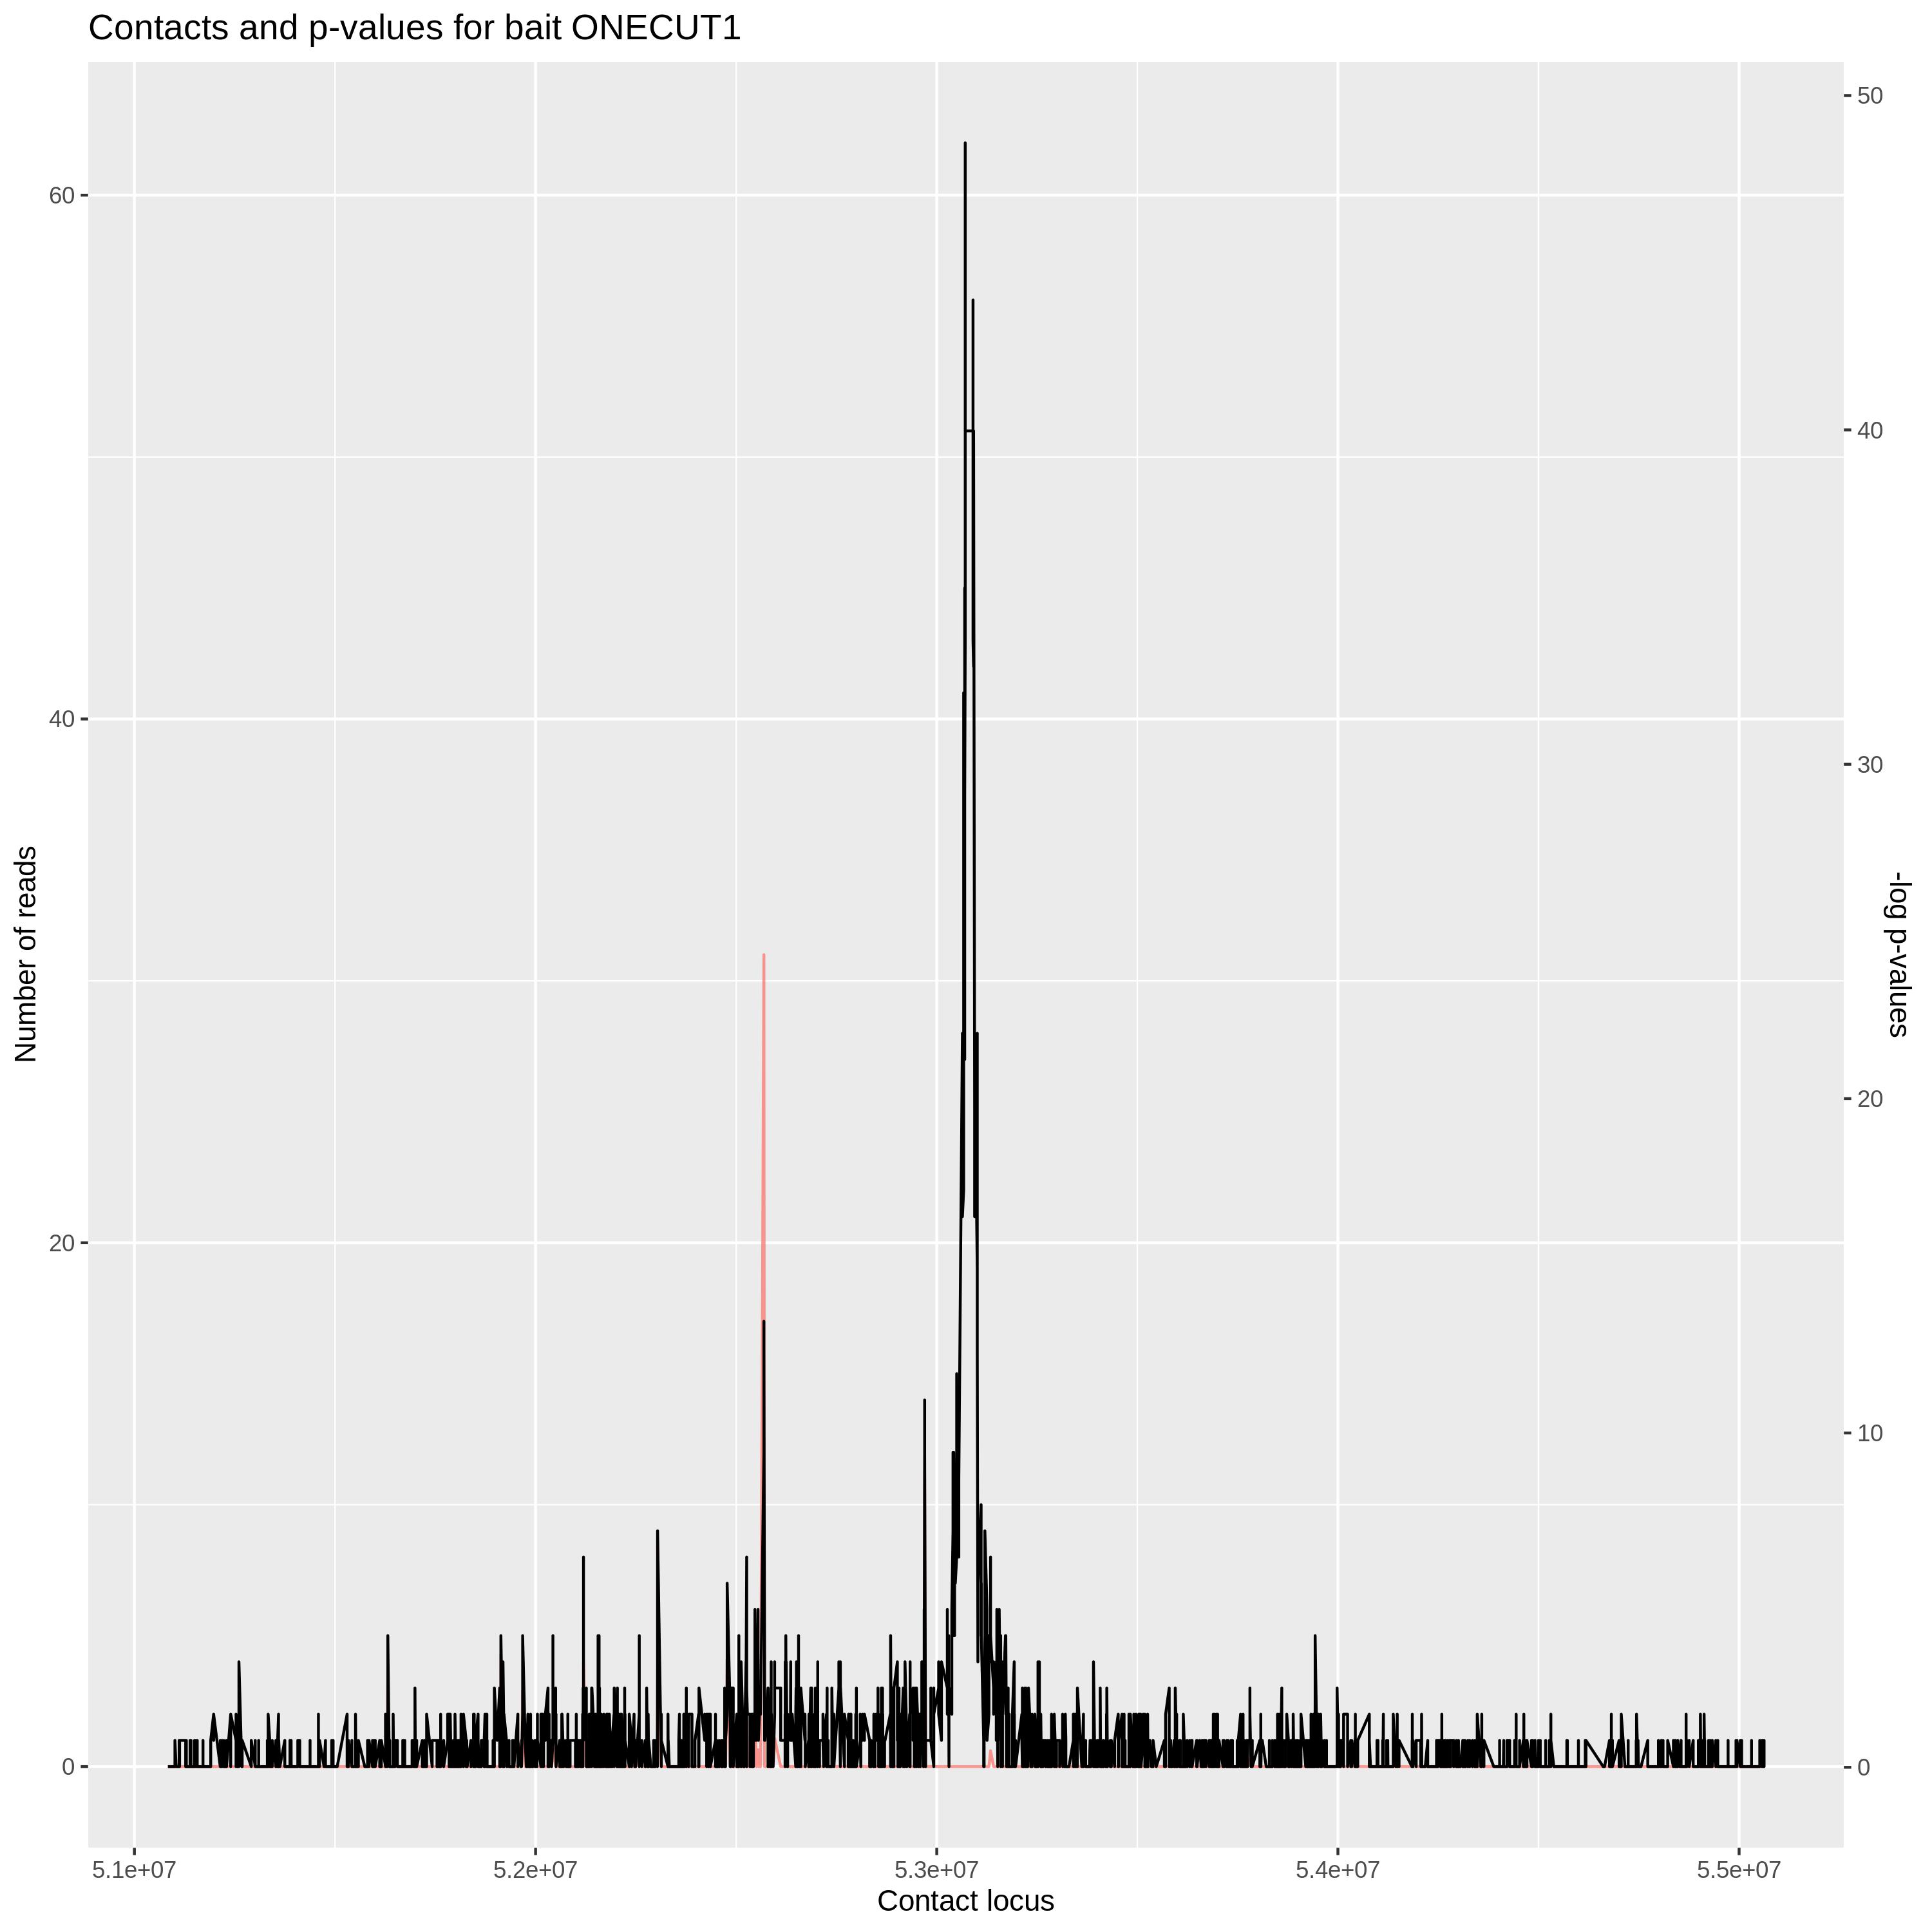 Contacts and p-values for bait ONECUT1
60
40
20
0
Number of reads
50
40
30
20
10
0
-log p-values
5.1e+07
5.2e+07
5.3e+07
5.4e+07
5.5e+07
Contact locus